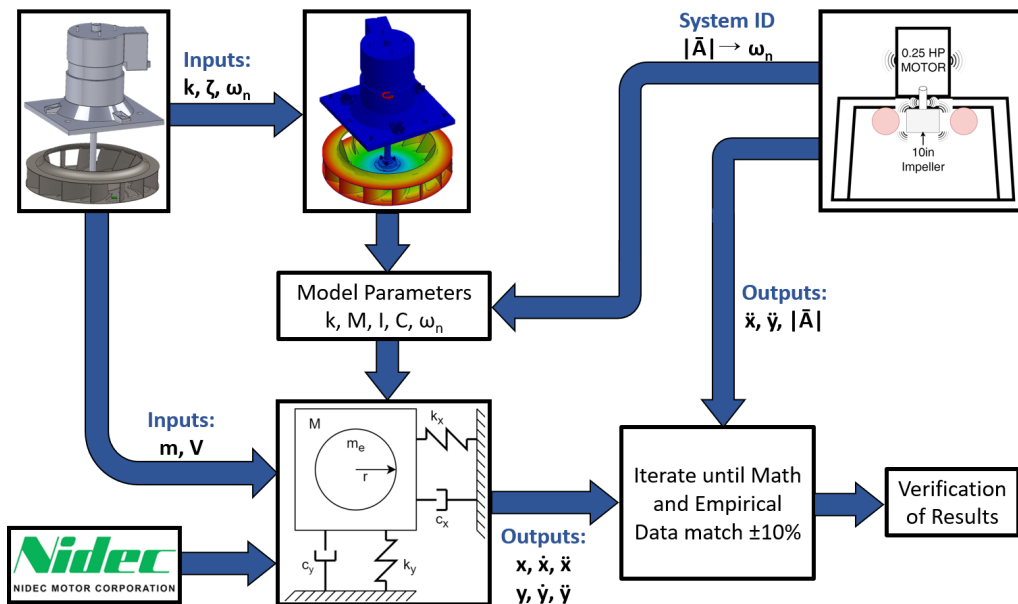 Inputs:
k, ζ, ωn
System ID
|Ā| → ωn
0.25 HP
MOTOR
10in
Impeller
Model Parameters
k, M, I, C, ωn
Outputs:
ẍ, ÿ, |Ā|
Inputs:
m, V
M
me
r
kx
cx
cy
ky
Iterate until Math
and Empirical
Data match ±10%
Verification
of Results
Outputs:
x, ẋ, ẍ
y, ẏ, ÿ
Nidec
NIDEC MOTOR CORPORATION